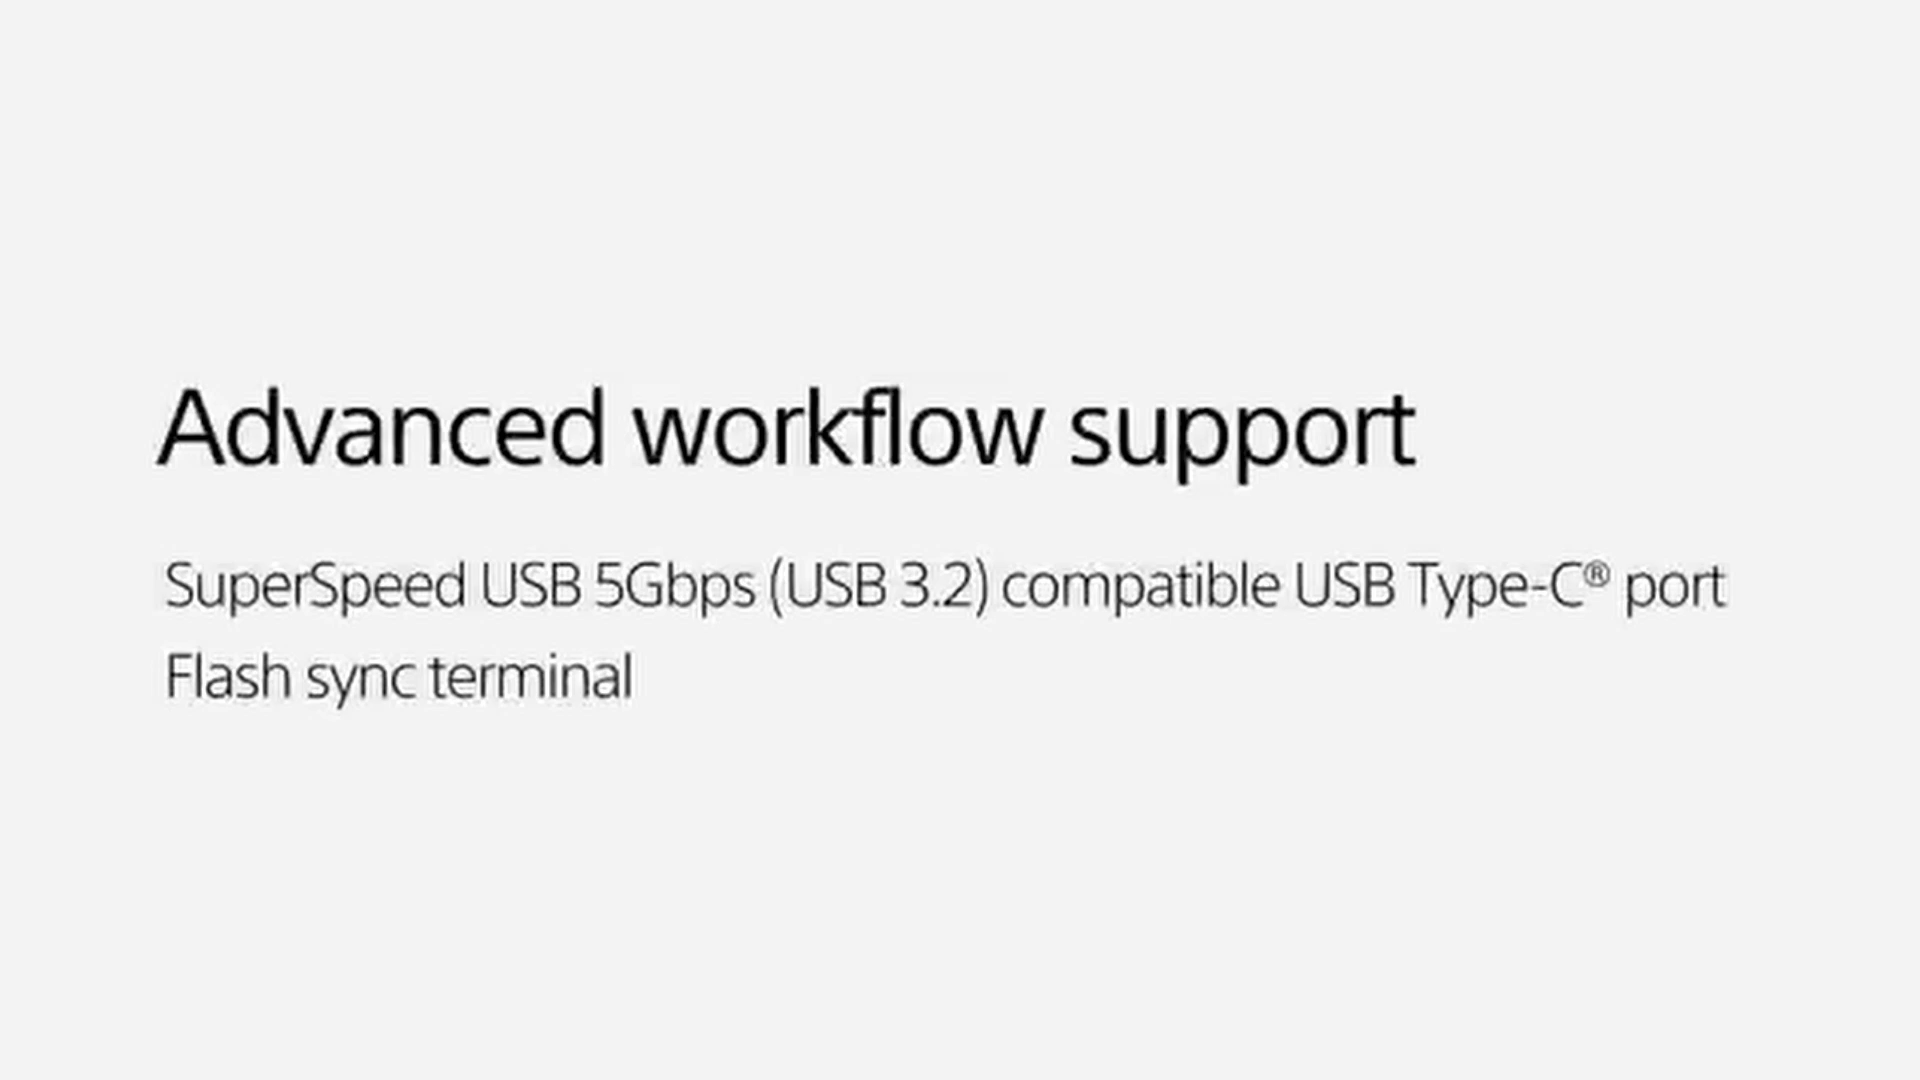 Advanced workflow support
SuperSpeed USB 5Gbps (USB 3.2) compatible USB Type-C® port
Flash sync terminal